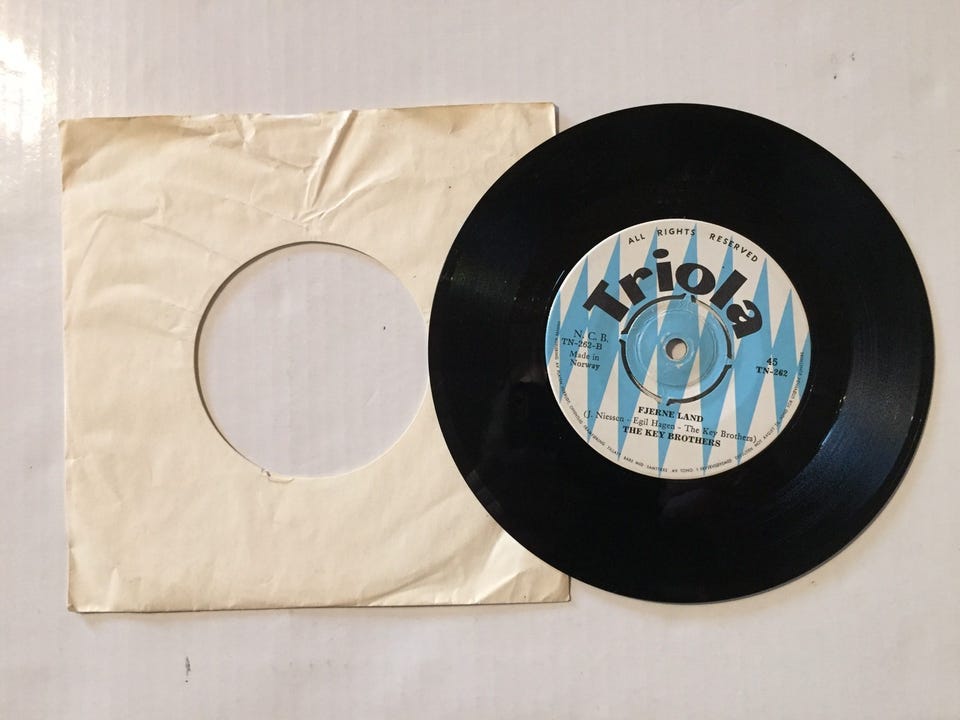 ALL RIGHTS RESERVED
Triola
N. C. B.
TN-262-B
Made in
Norway
45
TN-262
FJERNE LAND
(J. Niessen - Egil Hagen - The Key Brothers)
THE KEY BROTHERS